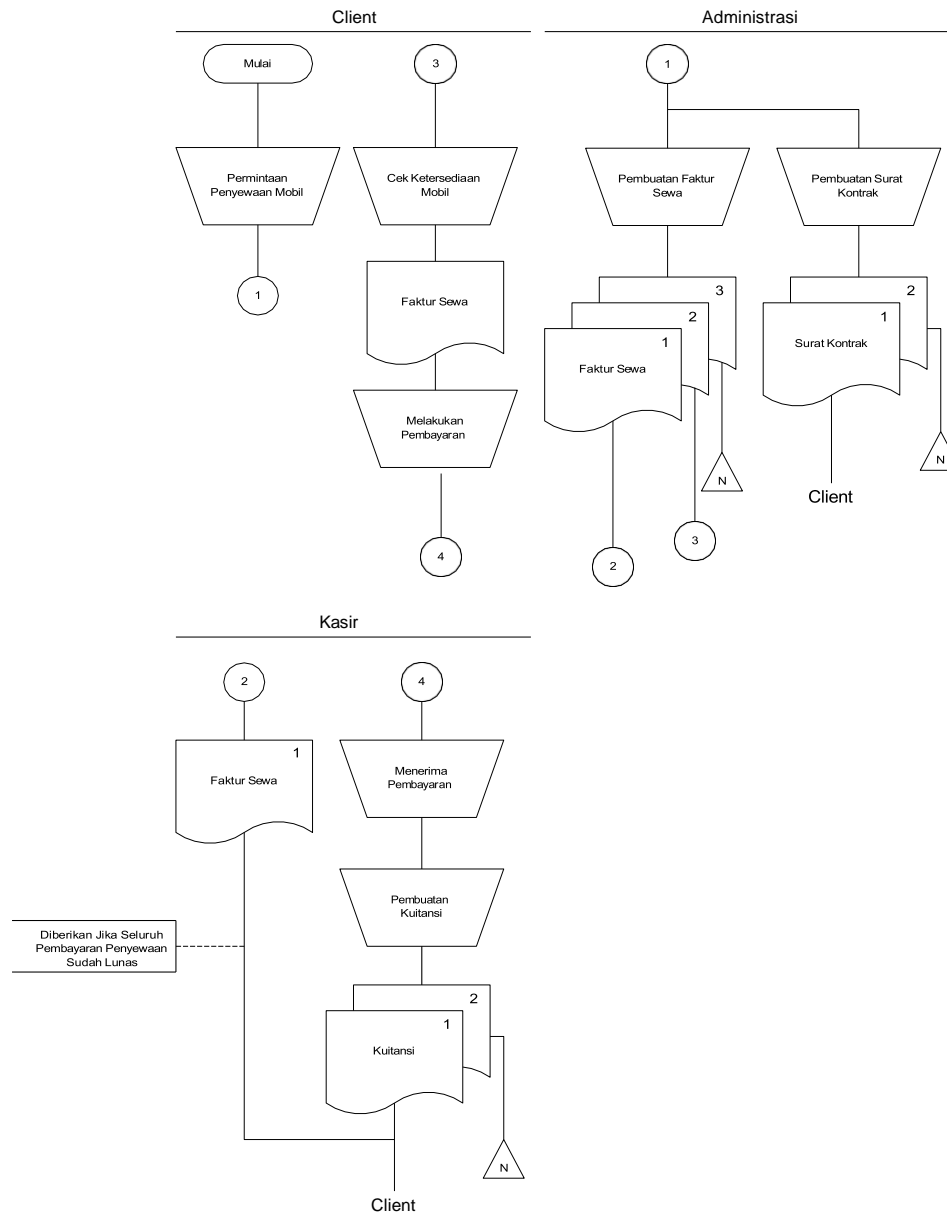 Client
Mulai
Permintaan
Penyewaan Mobil
1
3
Cek Ketersediaan
Mobil
Faktur Sewa
Melakukan
Pembayaran
4
Administrasi
1
Pembuatan Faktur
Sewa
3
2
1
Faktur Sewa
N
3
2
Pembuatan Surat
Kontrak
2
1
Surat Kontrak
N
Client
Kasir
2
1
Faktur Sewa
Diberikan Jika Seluruh
Pembayaran Penyewaan
Sudah Lunas
4
Menerima
Pembayaran
Pembuatan
Kuitansi
2
1
Kuitansi
N
Client